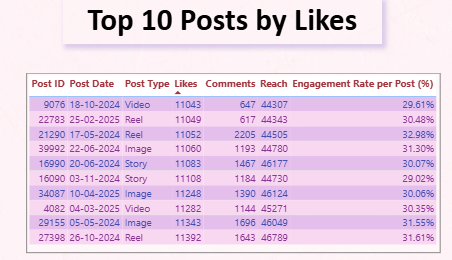 Top 10 Posts by Likes
Post ID Post Date Post Type Likes Comments Reach Engagement Rate per Post (%)
9076 18-10-2024 Video 11043 647 44307 29.61%
22783 25-02-2025 Reel 11049 617 44343 30.48%
21290 17-05-2024 Reel 11052 2205 44505 32.98%
39992 22-06-2024 Image 11060 1193 44780 31.30%
16990 20-06-2024 Story 11083 1467 46177 30.07%
16090 03-11-2024 Story 11108 1184 44730 29.02%
34087 10-04-2025 Image 11248 1390 46124 30.06%
4082 04-03-2025 Video 11282 1144 45271 30.35%
29155 05-05-2024 Image 11343 1696 46049 31.55%
27398 26-10-2024 Reel 11392 1643 46789 31.61%